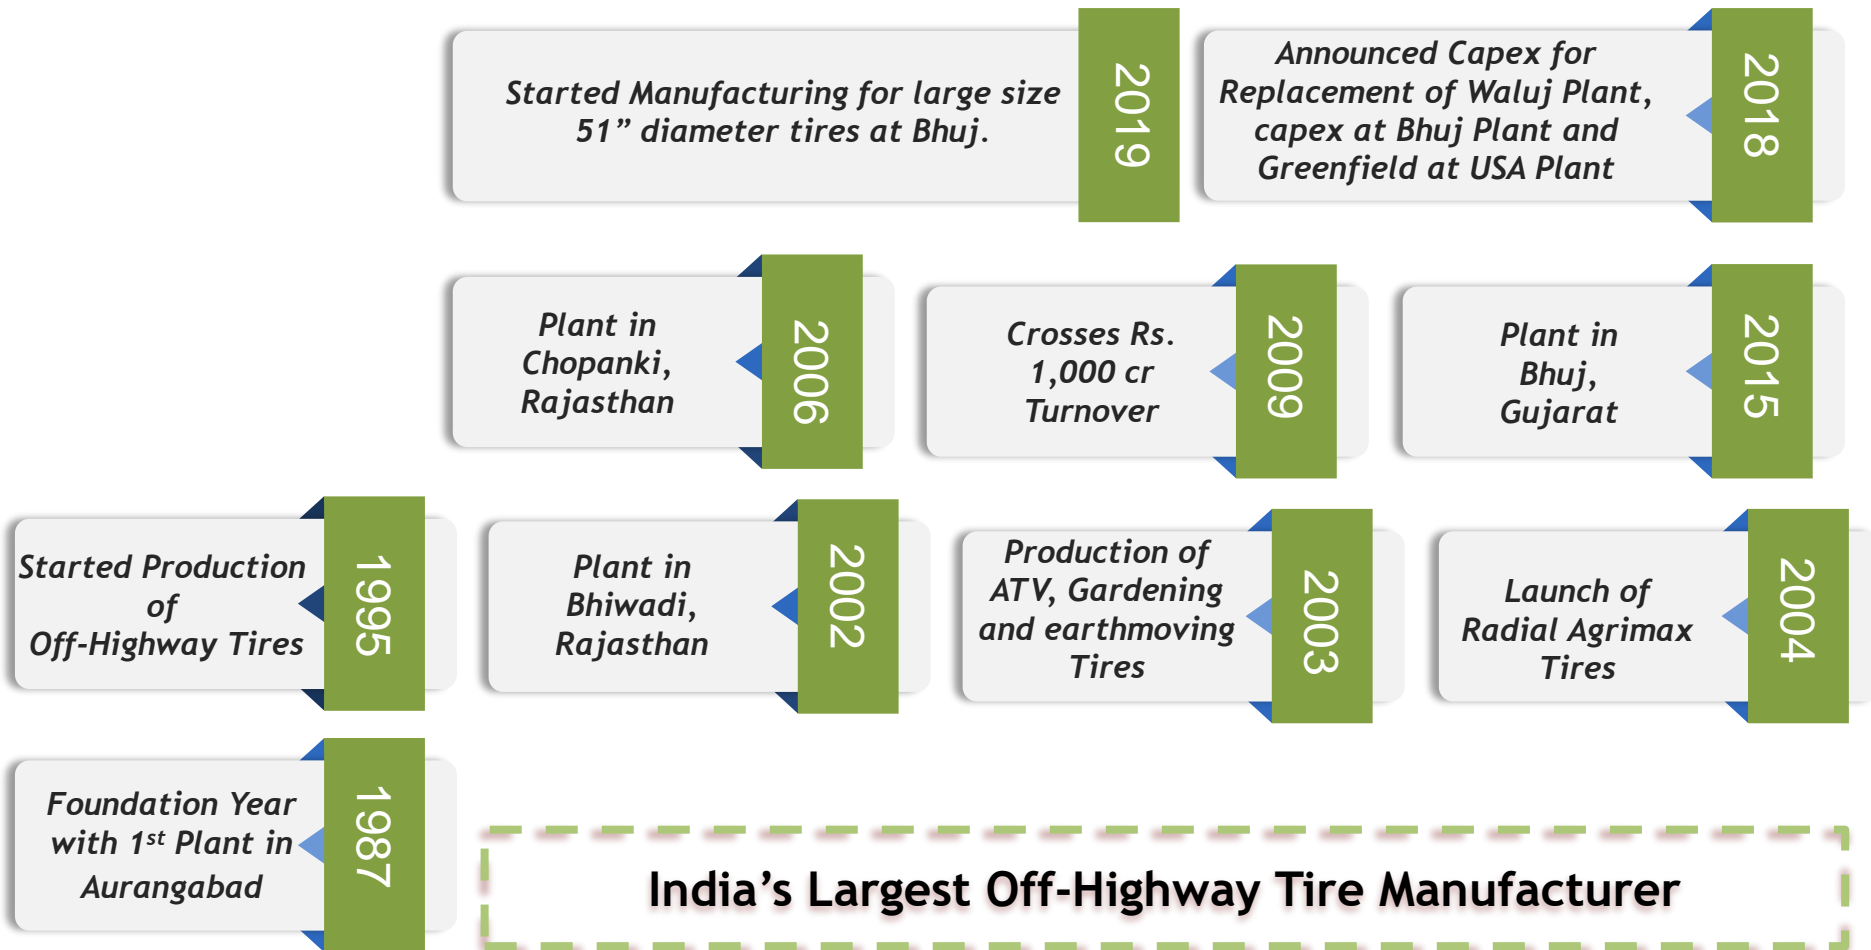 Started Manufacturing for large size
51” diameter tires at Bhuj.
2019
Announced Capex for
Replacement of Waluj Plant,
capex at Bhuj Plant and
Greenfield at USA Plant
2018
Plant in
Chopanki,
Rajasthan
2006
Crosses Rs.
1,000 cr
Turnover
2009
Plant in
Bhuj,
Gujarat
2015
Started Production
of
Off-Highway Tires
1995
Plant in
Bhiwadi,
Rajasthan
2002
Production of
ATV, Gardening
and earthmoving
Tires
2003
Launch of
Radial Agrimax
Tires
2004
Foundation Year
with 1st Plant in
Aurangabad
1987
India’s Largest Off-Highway Tire Manufacturer